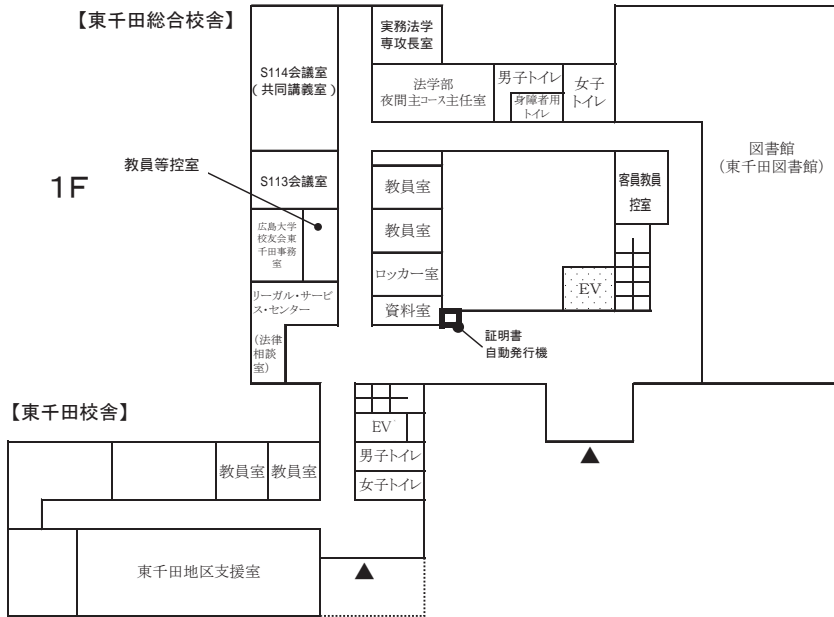 【東千田総合校舎】
実務法学
専攻長室
S114会議室
（共同講義室）
法学部
夜間主コース主任室
男子トイレ
身障者用
トイレ
女子
トイレ
図書館
（東千田図書館）
1F
教員等控室
S113会議室
教員室
客員教員
控室
広島大学
校友会東
千田事務
室
教員室
ロッカー室
EV
リーガル・サービ
ス・センター
資料室
（法律
相談
室）
証明書
自動発行機
【東千田校舎】
EV
男子トイレ
教員室
教員室
女子トイレ
東千田地区支援室